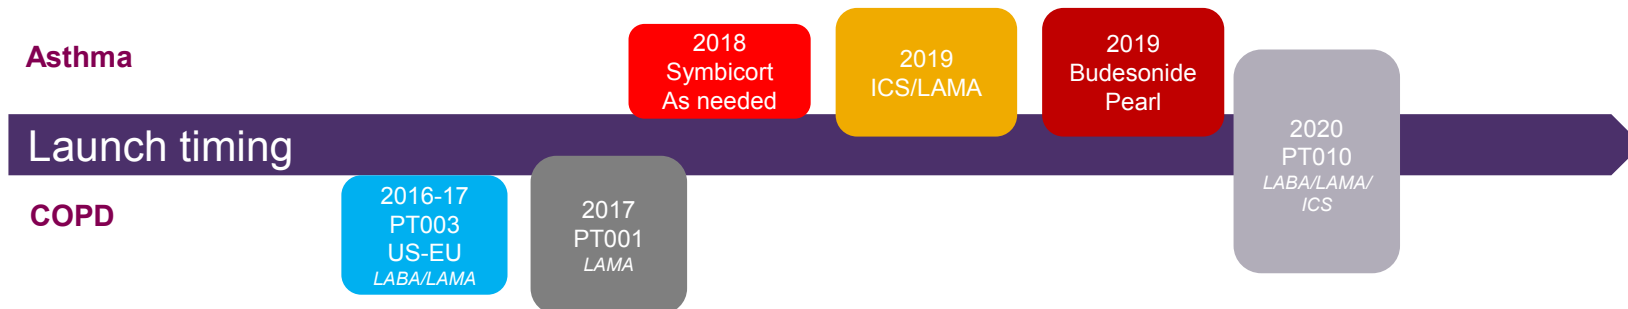 Asthma
2018
Symbicort
As needed
2019
ICS/LAMA
2019
Budesonide
Pearl
Launch timing
2020
PT010
LABA/LAMA/
ICS
COPD
2016-17
PT003
US-EU
LABA/LAMA
2017
PT001
LAMA